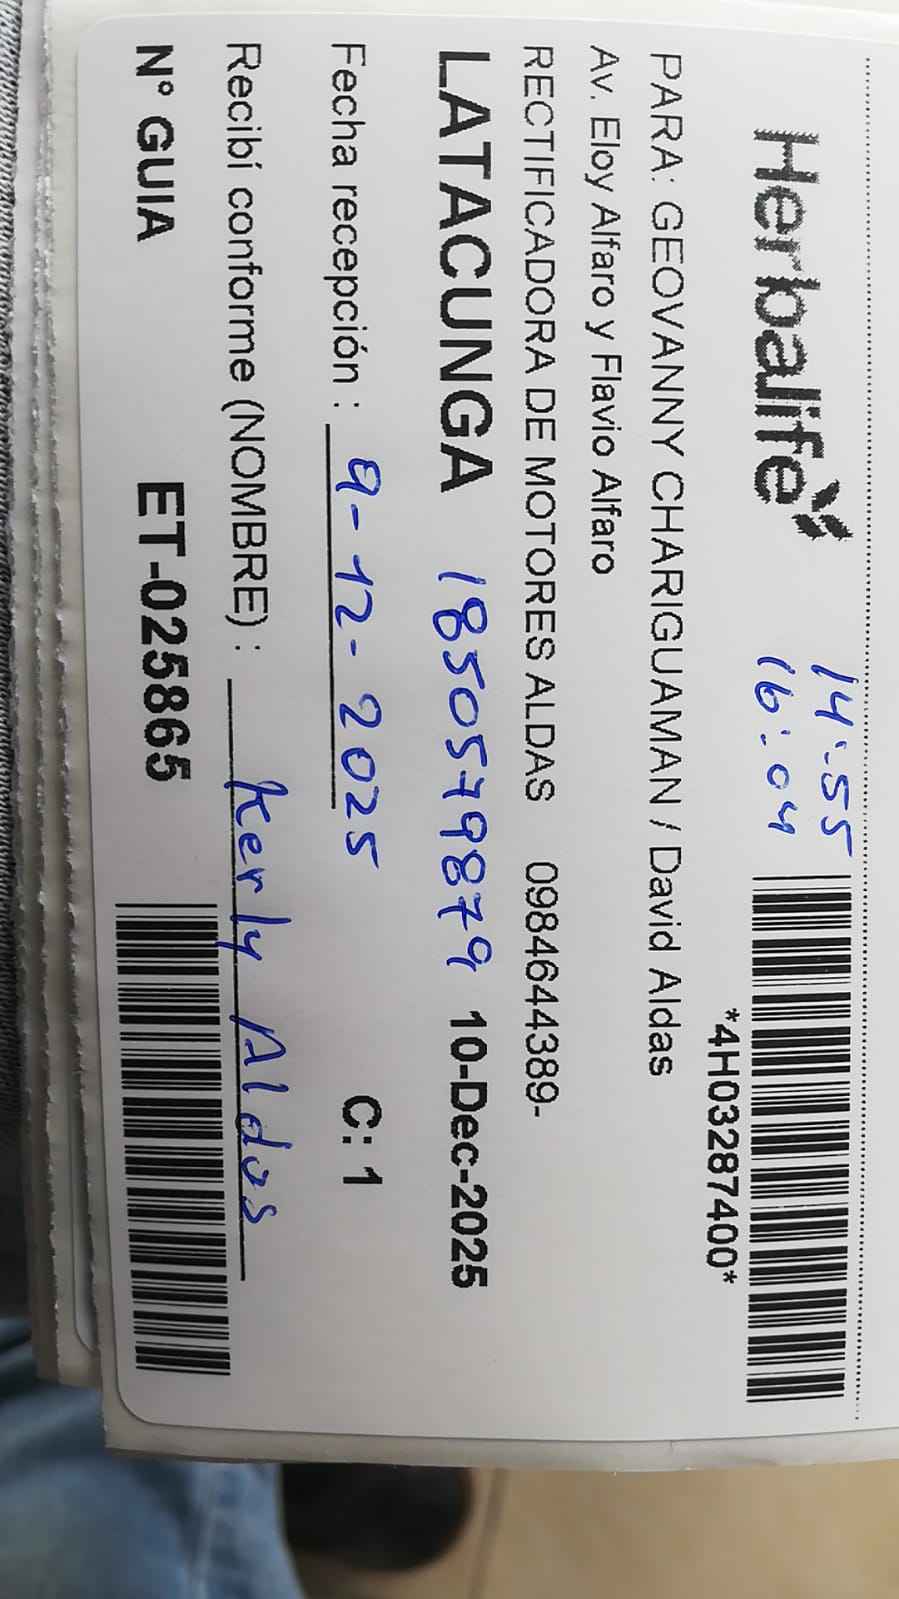 Herbalife
14:55
16:04
*4H03287400*
PARA: GEOVANNY CHARIGUAMAN / David Aldas
Av. Eloy Alfaro y Flavio Alfaro
RECTIFICADORA DE MOTORES ALDAS 0984644389-
LATACUNGA 1850579879 10-Dec-2025
Fecha recepción : 9-12-2025 C: 1
Recibí conforme (NOMBRE) : Kerly Aldas
N° GUIA ET-025865